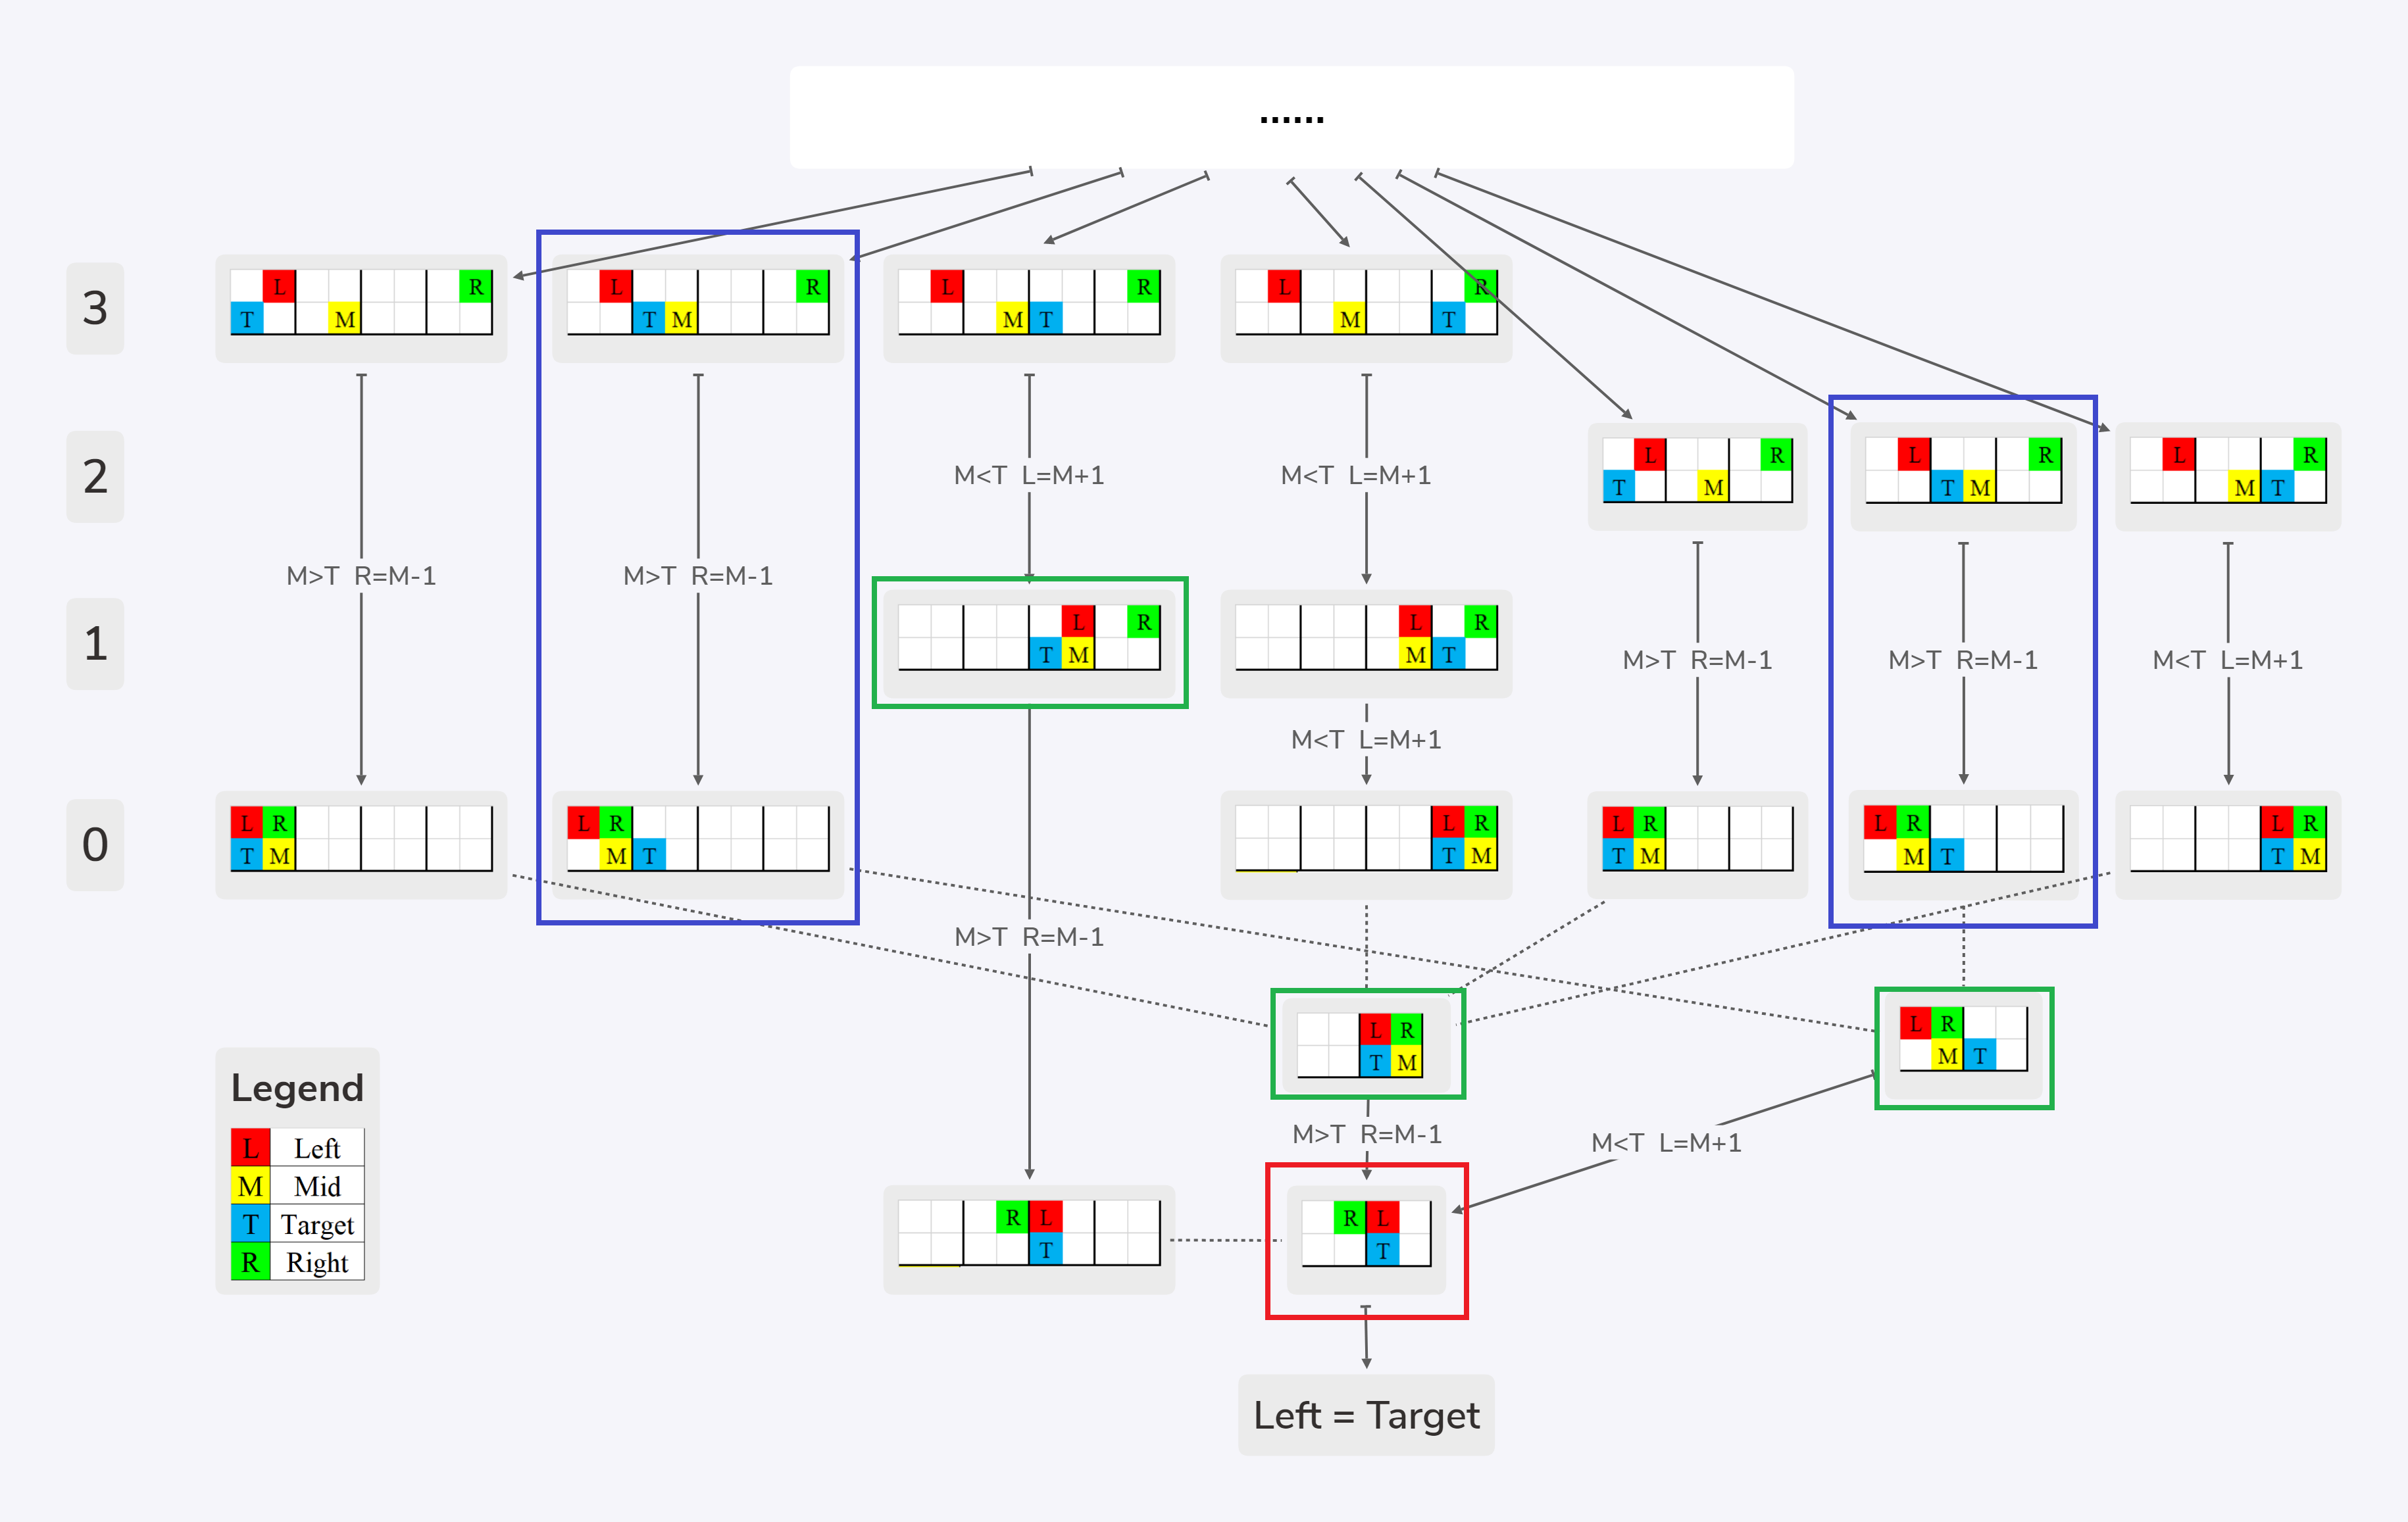 ......
3
L R L R L R L R
T M T M M T M T
2
M<T L=M+1 M<T L=M+1
L R L R L R
T M T M M T
M>T R=M-1 M>T R=M-1
1
L R L R
T M M T
M>T R=M-1 M>T R=M-1 M<T L=M+1
M<T L=M+1
0
L R L R L R L R L R L R
T M M T T M T M M T T M
M>T R=M-1
L R L R
T M M T
M>T R=M-1 M<T L=M+1
R L R L
T T
Legend
L Left
M Mid
T Target
R Right
Left = Target